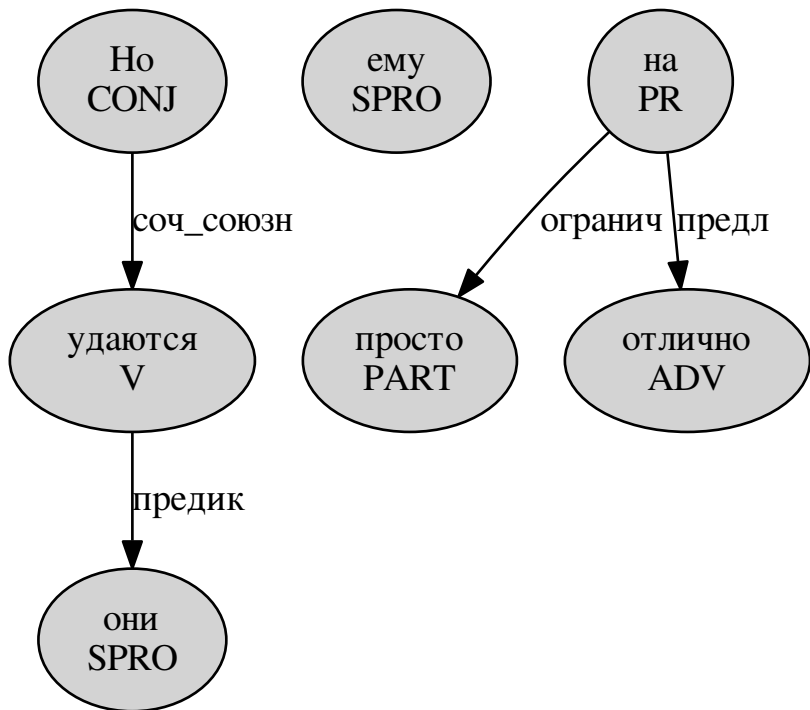 Но
CONJ
ему
SPRO
на
PR
соч_союзн
огранич
предл
удаются
V
просто
PART
отлично
ADV
предик
они
SPRO